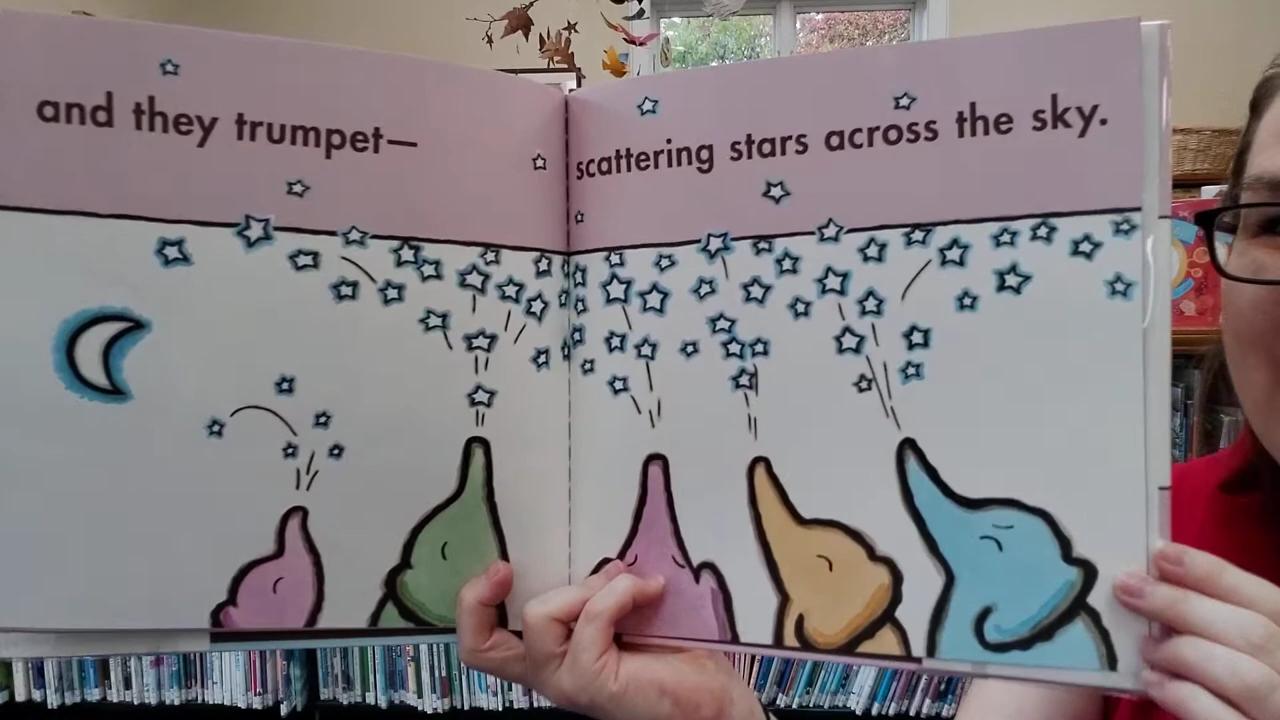 and they trumpet—
scattering stars across the sky.